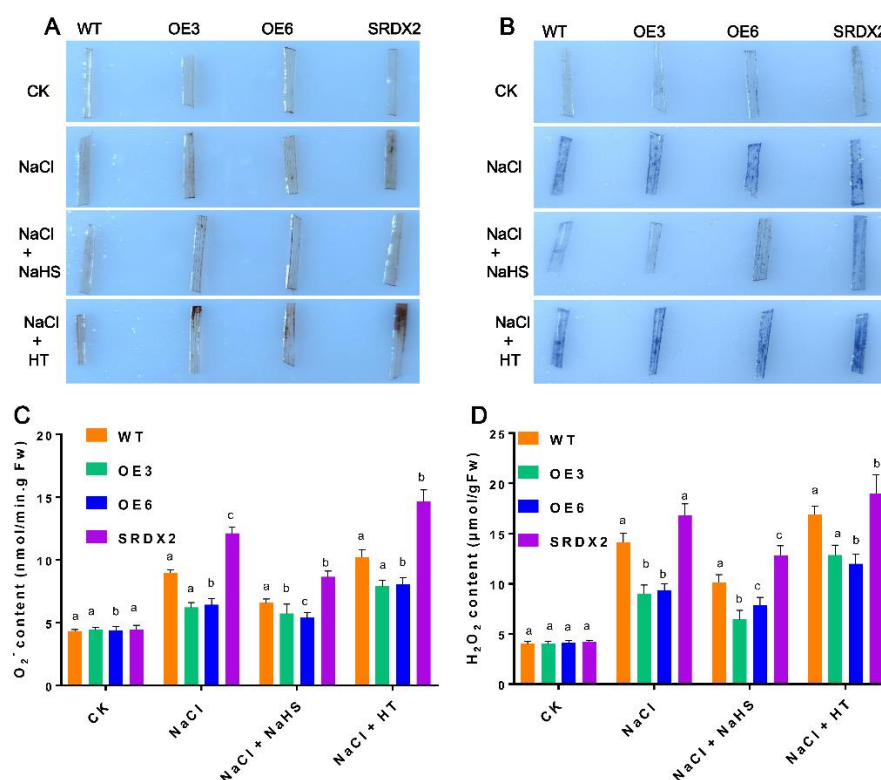 A
WT OE3 OE6 SRDX2
CK
NaCl
NaCl
+
NaHS
NaCl
+
HT
B
WT OE3 OE6 SRDX2
CK
NaCl
NaCl
+
NaHS
NaCl
+
HT
C
O₂⁻ content (nmol/min.g Fw)
20
15
10
5
0
WT
OE3
OE6
SRDX2
a a b a
a a b c
a a c b
a a b b
CK
NaCl
NaCl + NaHS
NaCl + HT
D
H₂O₂ content (μmol/gFw)
25
20
15
10
5
0
WT
OE3
OE6
SRDX2
a a a a
a b b a
a b c c
a a a b
CK
NaCl
NaCl + NaHS
NaCl + HT